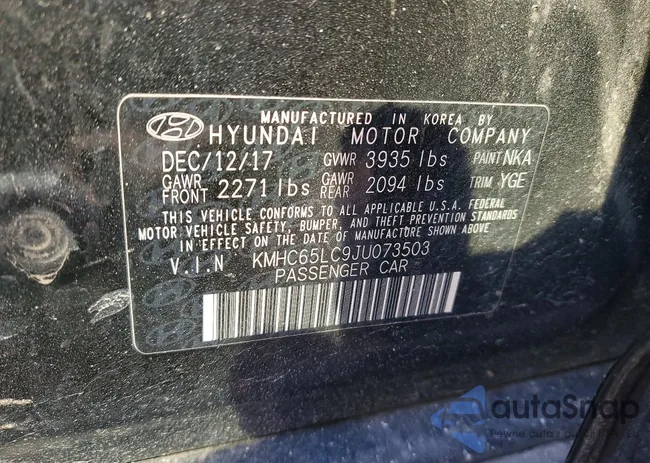 MANUFACTURED IN KOREA BY
HYUNDAI MOTOR COMPANY
DEC/12/17 GVWR 3935 lbs PAINT NKA
GAWR FRONT 2271 lbs GAWR REAR 2094 lbs TRIM YGE
THIS VEHICLE CONFORMS TO ALL APPLICABLE U.S.A. FEDERAL
MOTOR VEHICLE SAFETY, BUMPER, AND THEFT PREVENTION STANDARDS
IN EFFECT ON THE DATE OF MANUFACTURE SHOWN ABOVE
V.I.N KMHC65LC9JU073503
PASSENGER CAR
autoSnap